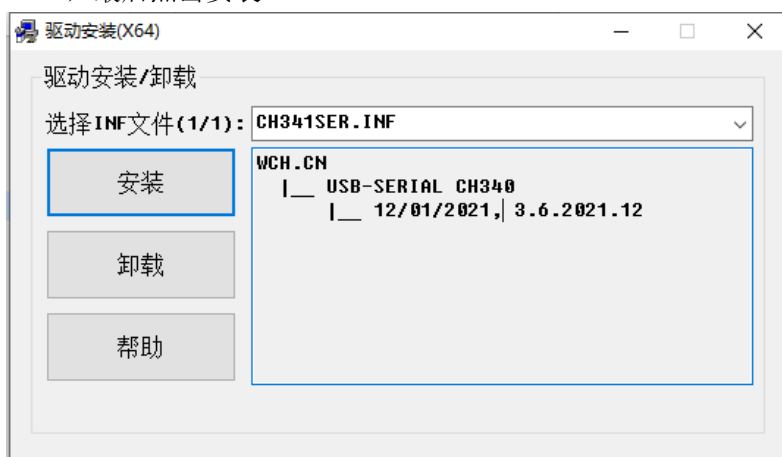 驱动安装(X64)
驱动安装/卸载
选择INF文件(1/1): CH341SER.INF
安装
卸载
帮助
WCH.CN
|__ USB-SERIAL CH340
|__ 12/01/2021, 3.6.2021.12